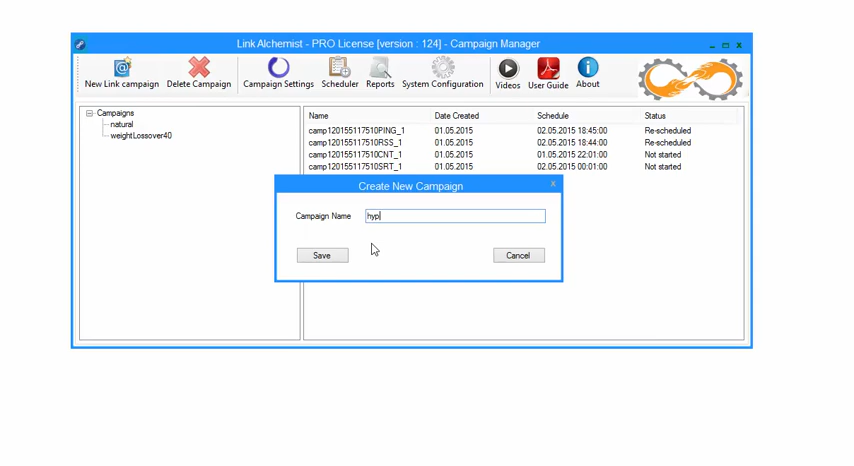 Link Alchemist - PRO License [version : 124] - Campaign Manager
New Link campaign Delete Campaign Campaign Settings Scheduler Reports System Configuration Videos User Guide About
Campaigns
natural
weightLossover40
Name Date Created Schedule Status
camp120155117510PING_1 01.05.2015 02.05.2015 18:45:00 Re-scheduled
camp120155117510RSS_1 01.05.2015 02.05.2015 18:44:00 Re-scheduled
camp120155117510CNT_1 01.05.2015 01.05.2015 22:01:00 Not started
camp120155117510SRT_1 01.05.2015 02.05.2015 00:01:00 Not started
Create New Campaign x
Campaign Name hyp
Save Cancel